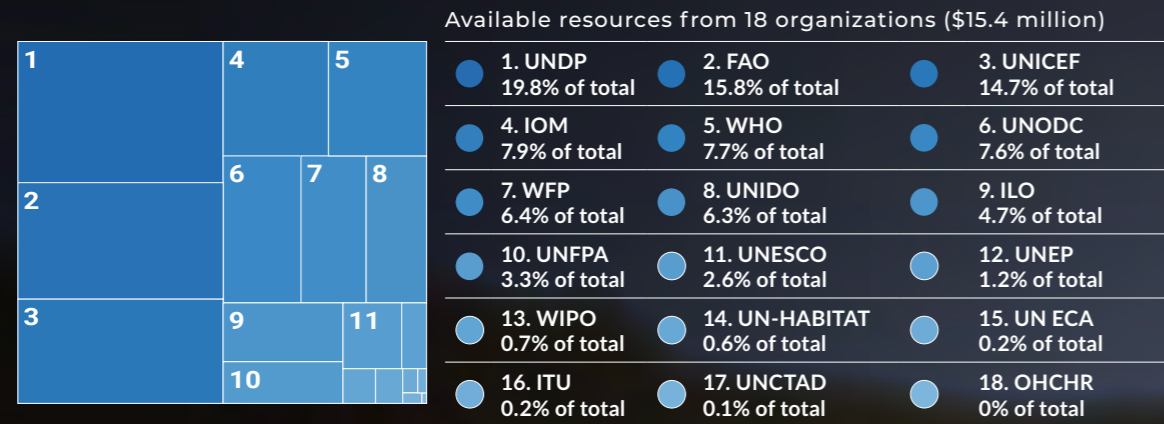 Available resources from 18 organizations ($15.4 million)
1
2
3
4
5
6
7
8
9
10
11
1. UNDP
19.8% of total
2. FAO
15.8% of total
3. UNICEF
14.7% of total
4. IOM
7.9% of total
5. WHO
7.7% of total
6. UNODC
7.6% of total
7. WFP
6.4% of total
8. UNIDO
6.3% of total
9. ILO
4.7% of total
10. UNFPA
3.3% of total
11. UNESCO
2.6% of total
12. UNEP
1.2% of total
13. WIPO
0.7% of total
14. UN-HABITAT
0.6% of total
15. UN ECA
0.2% of total
16. ITU
0.2% of total
17. UNCTAD
0.1% of total
18. OHCHR
0% of total